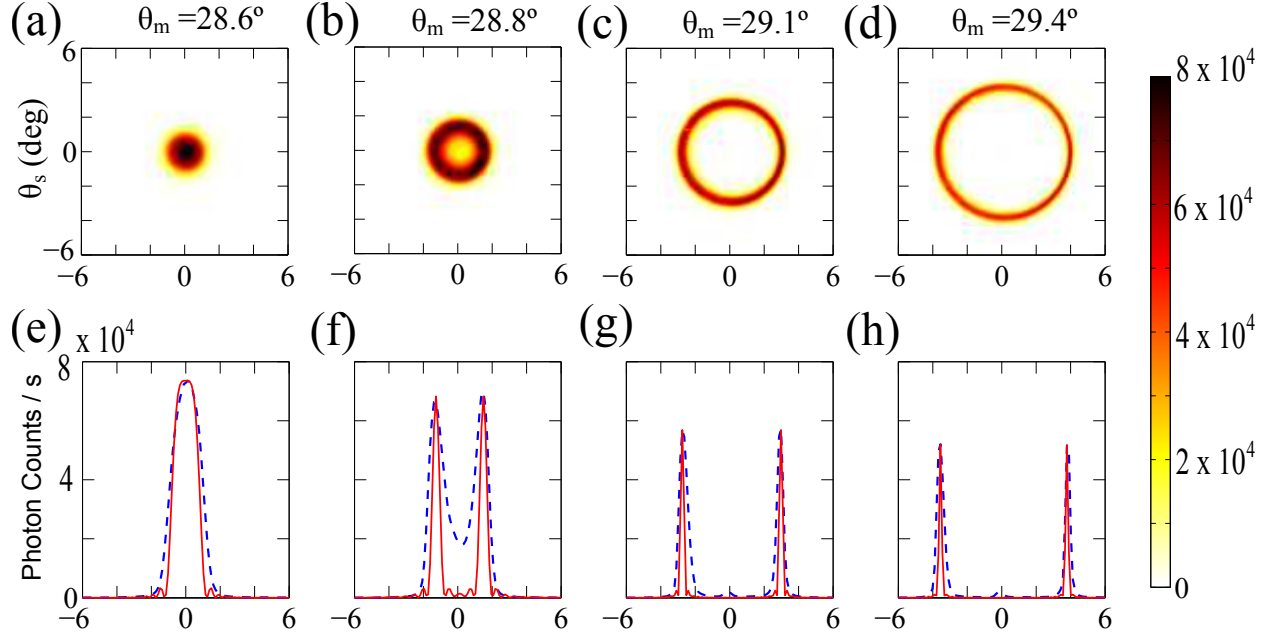 (a) θm =28.6º (b) θm =28.8º (c) θm =29.1º (d) θm =29.4º
6 8 x 10^4
θs (deg) 0 6 x 10^4
−6
−6 0 6 −6 0 6 −6 0 6 −6 0 6
(e) x 10^4 (f) (g) (h) 4 x 10^4
8
Photon Counts / s 4 2 x 10^4
0 0
−6 0 6 −6 0 6 −6 0 6 −6 0 6